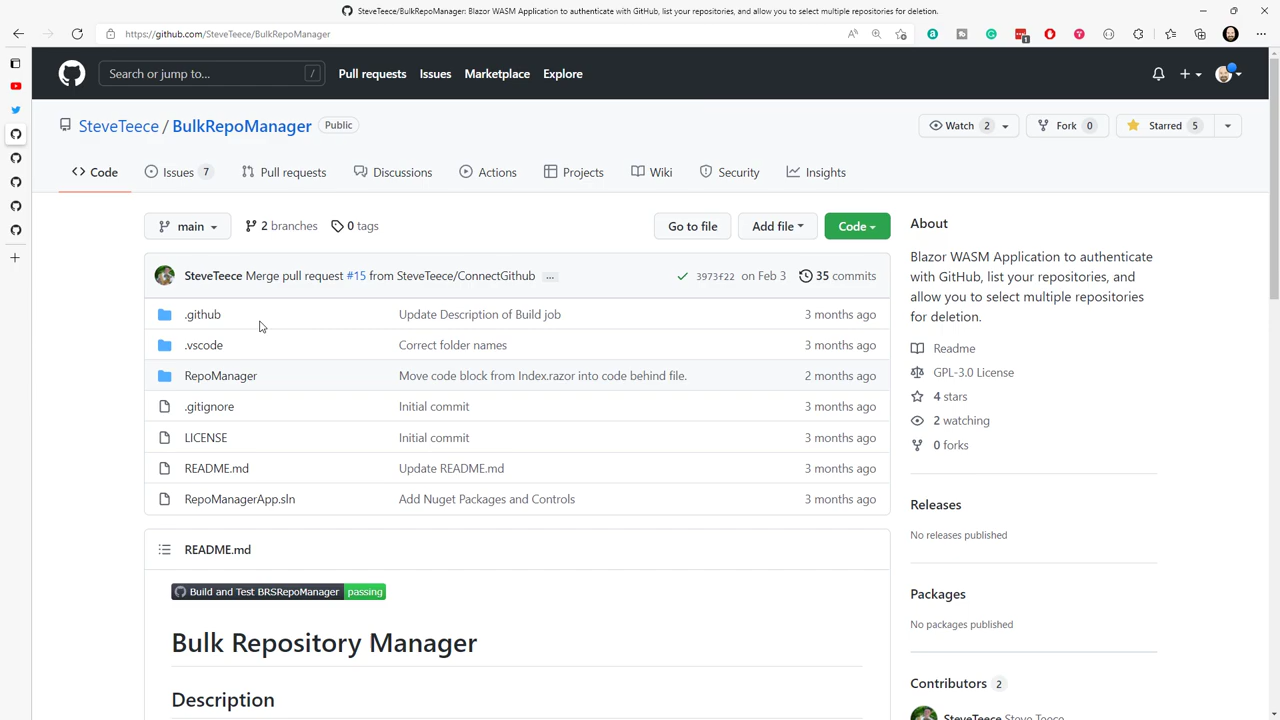 SteveTeece/BulkRepoManager: Blazor WASM Application to authenticate with GitHub, list your repositories, and allow you to select multiple repositories for deletion.
https://github.com/SteveTeece/BulkRepoManager
Search or jump to... /
Pull requests Issues Marketplace Explore
SteveTeece / BulkRepoManager Public
Watch 2 Fork 0 Starred 5
Code Issues 7 Pull requests Discussions Actions Projects Wiki Security Insights
main 2 branches 0 tags Go to file Add file Code
SteveTeece Merge pull request #15 from SteveTeece/ConnectGithub ... 3973f22 on Feb 3 35 commits
.github Update Description of Build job 3 months ago
.vscode Correct folder names 3 months ago
RepoManager Move code block from Index.razor into code behind file. 2 months ago
.gitignore Initial commit 3 months ago
LICENSE Initial commit 3 months ago
README.md Update README.md 3 months ago
RepoManagerApp.sln Add Nuget Packages and Controls 3 months ago
README.md
Build and Test BRSRepoManager passing
Bulk Repository Manager
Description
About
Blazor WASM Application to authenticate
with GitHub, list your repositories, and
allow you to select multiple repositories
for deletion.
Readme
GPL-3.0 License
4 stars
2 watching
0 forks
Releases
No releases published
Packages
No packages published
Contributors 2
SteveTeece Steve Teece